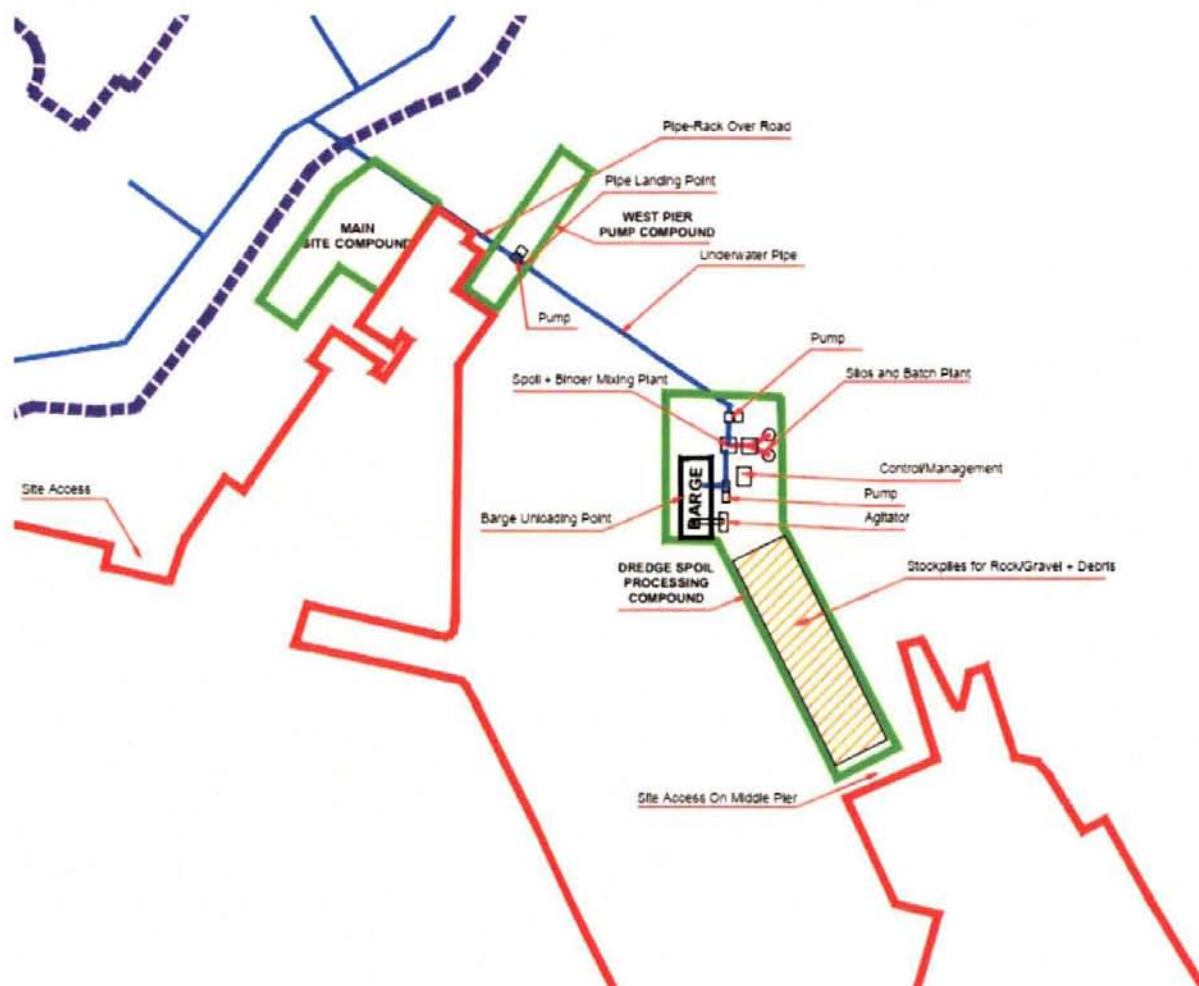 Pipe-Rack Over Road
Pipe Landing Point
MAIN
SITE COMPOUND
WEST PIER
PUMP COMPOUND
Underwater Pipe
Pump
Pump
Spoil + Binder Mixing Plant
Silos and Batch Plant
Control/Management
Site Access
BARGE
Pump
Barge Unloading Point
Agitator
DREDGE SPOIL
PROCESSING
COMPOUND
Stockpiles for Rock/Gravel + Debris
Site Access On Middle Pier